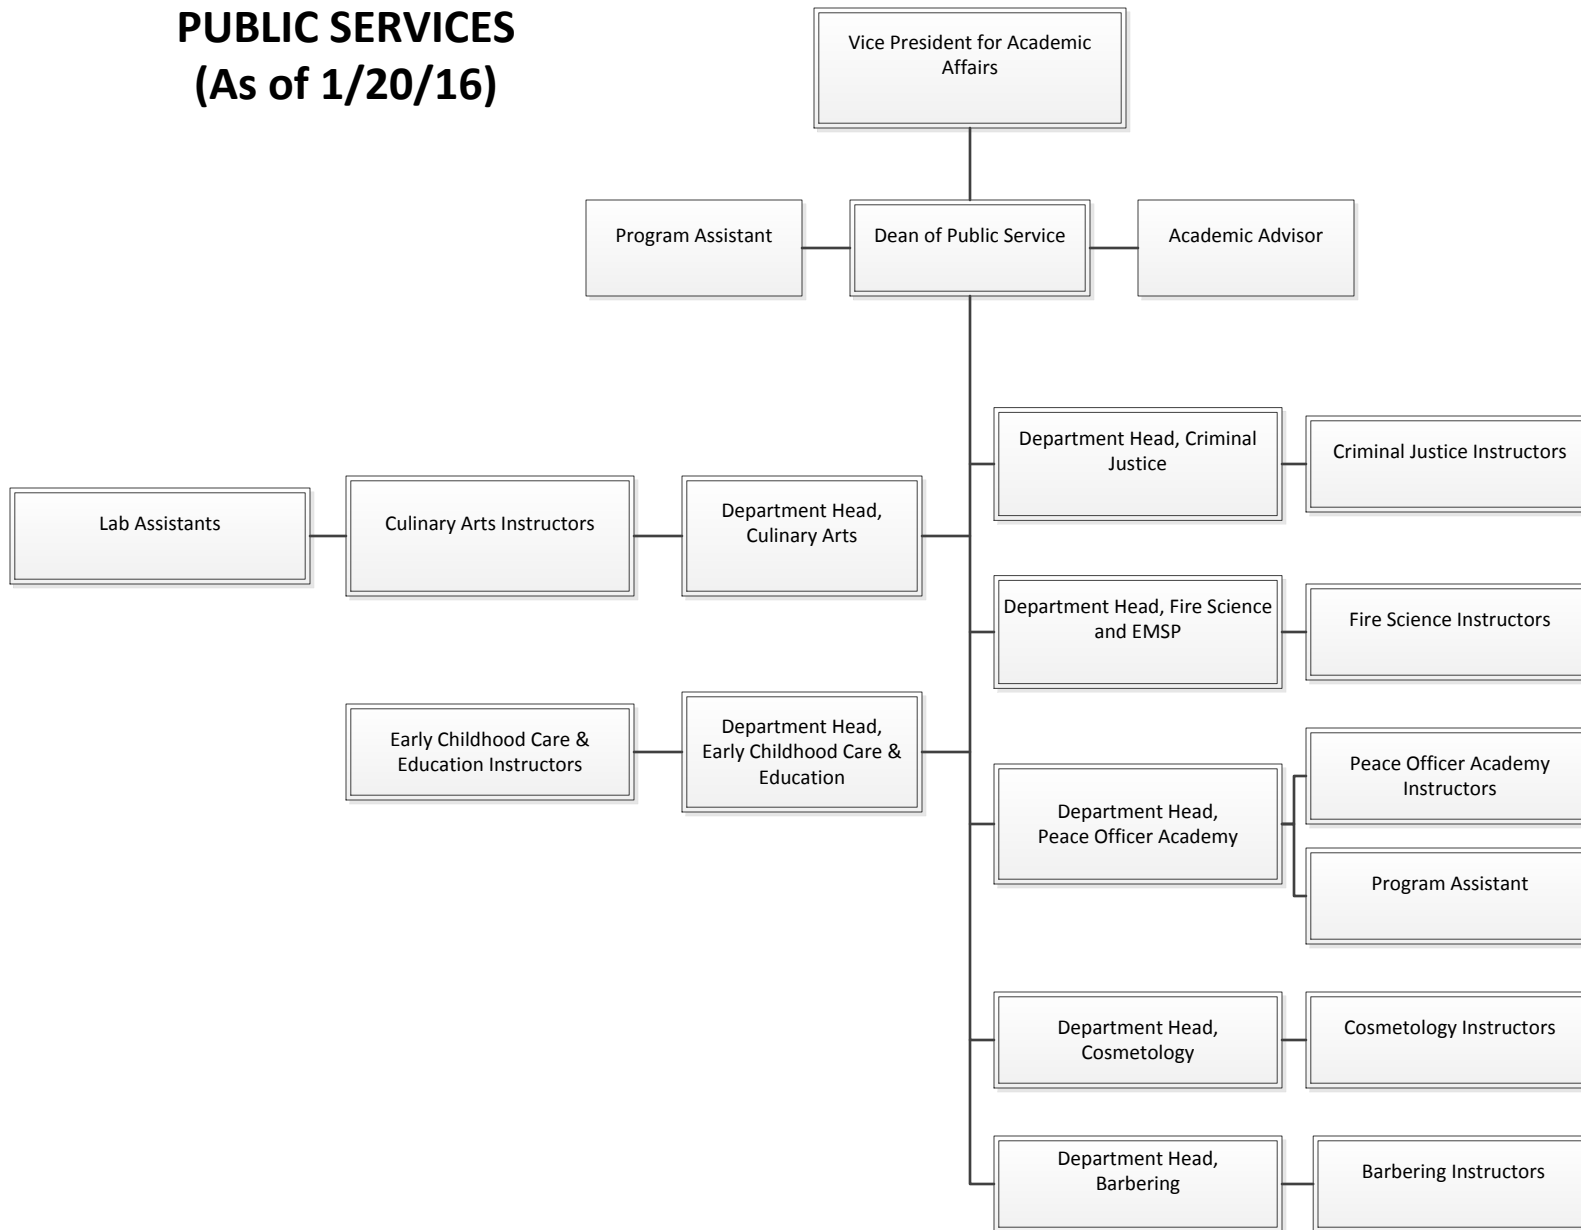 PUBLIC SERVICES
(As of 1/20/16)
Vice President for Academic
Affairs
Program Assistant
Dean of Public Service
Academic Advisor
Department Head, Criminal
Justice
Criminal Justice Instructors
Lab Assistants
Culinary Arts Instructors
Department Head,
Culinary Arts
Department Head, Fire Science
and EMSP
Fire Science Instructors
Early Childhood Care &
Education Instructors
Department Head,
Early Childhood Care &
Education
Department Head,
Peace Officer Academy
Peace Officer Academy
Instructors
Program Assistant
Department Head,
Cosmetology
Cosmetology Instructors
Department Head,
Barbering
Barbering Instructors